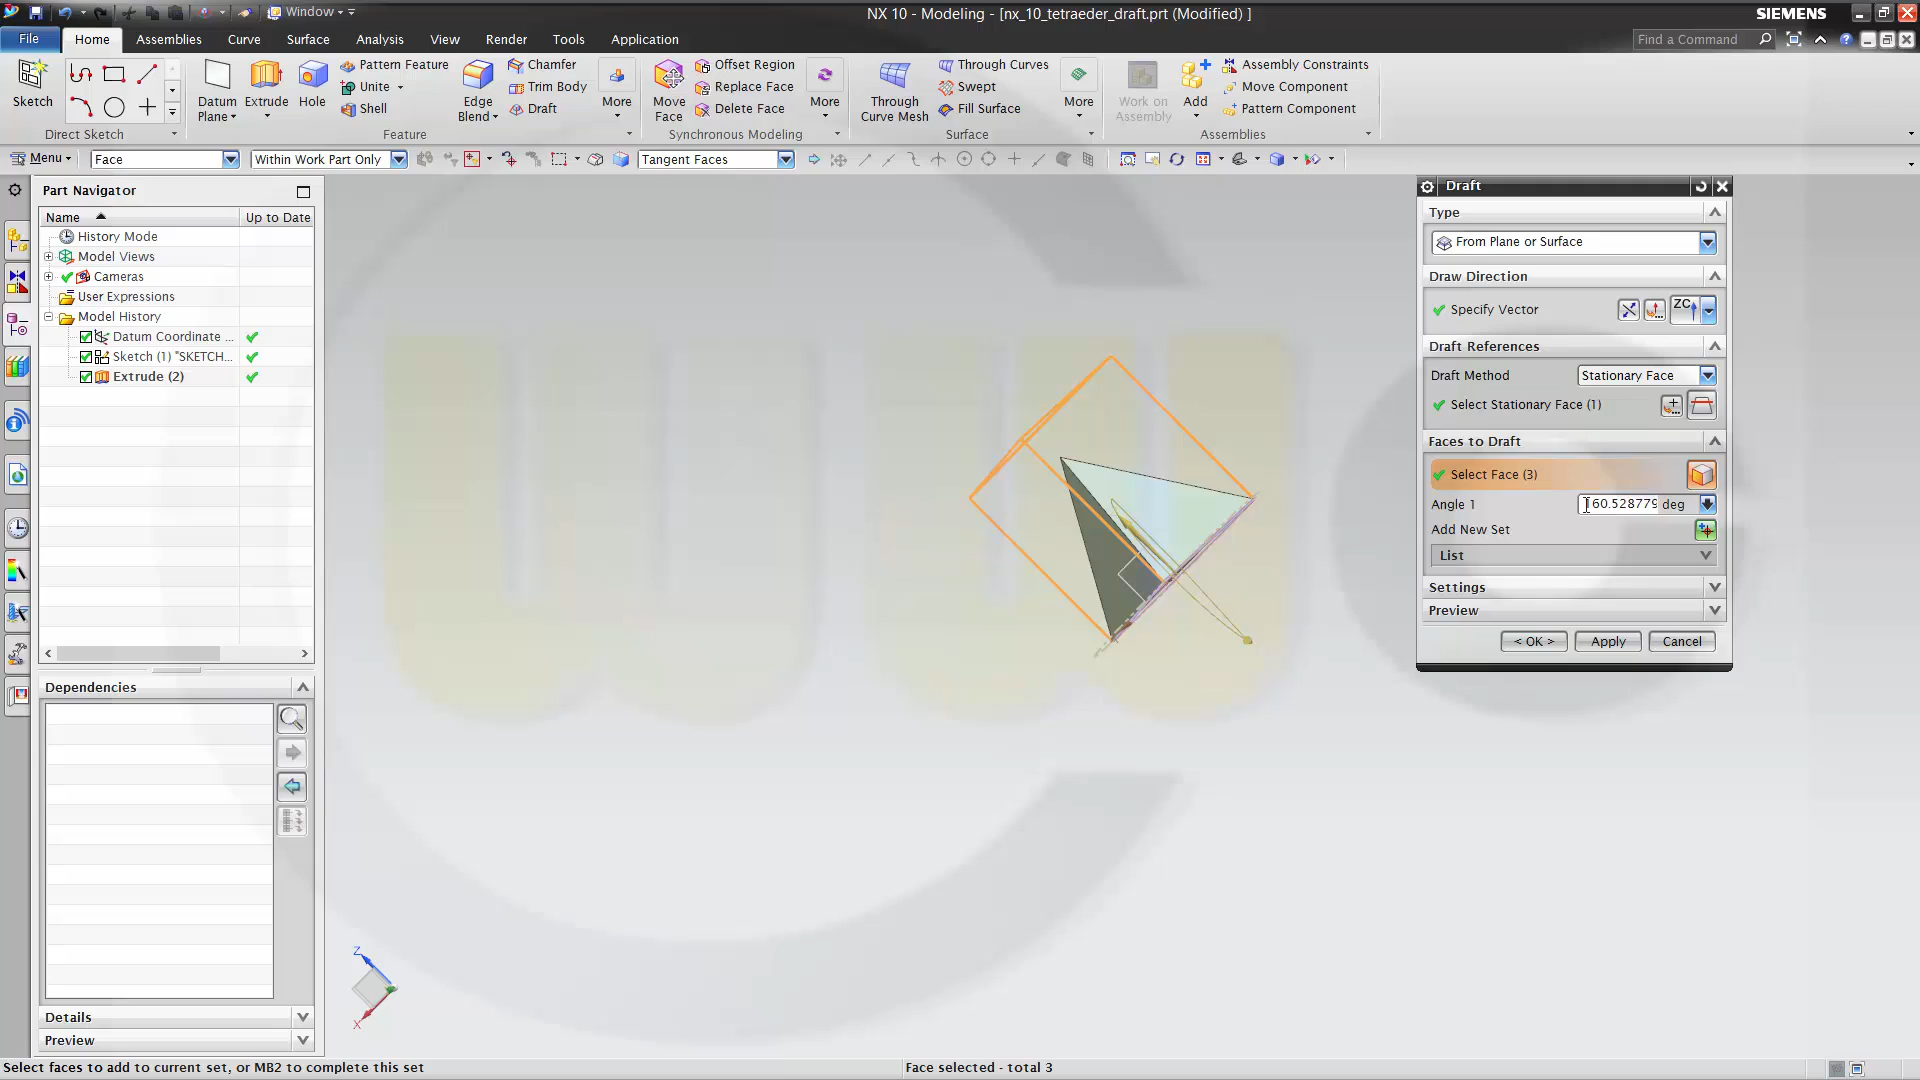 Window
NX 10 - Modeling - [nx_10_tetraeder_draft.prt (Modified) ]
SIEMENS
File
Home
Assemblies
Curve
Surface
Analysis
View
Render
Tools
Application
Find a Command
Sketch
Direct Sketch
Datum Plane
Extrude
Hole
Pattern Feature
Unite
Shell
Edge Blend
Chamfer
Trim Body
Draft
More
Feature
Move Face
Offset Region
Replace Face
Delete Face
More
Synchronous Modeling
Through Curve Mesh
Through Curves
Swept
Fill Surface
More
Surface
Work on Assembly
Add
Assembly Constraints
Move Component
Pattern Component
Assemblies
Menu
Face
Within Work Part Only
Tangent Faces
Part Navigator
Name
Up to Date
History Mode
Model Views
Cameras
User Expressions
Model History
Datum Coordinate ...
Sketch (1) "SKETCH...
Extrude (2)
Dependencies
Details
Preview
Z
X
Draft
Type
From Plane or Surface
Draw Direction
Specify Vector
ZC
Draft References
Draft Method
Stationary Face
Select Stationary Face (1)
Faces to Draft
Select Face (3)
Angle 1
60.528779 deg
Add New Set
List
Settings
Preview
< OK >
Apply
Cancel
Select faces to add to current set, or MB2 to complete this set
Face selected - total 3